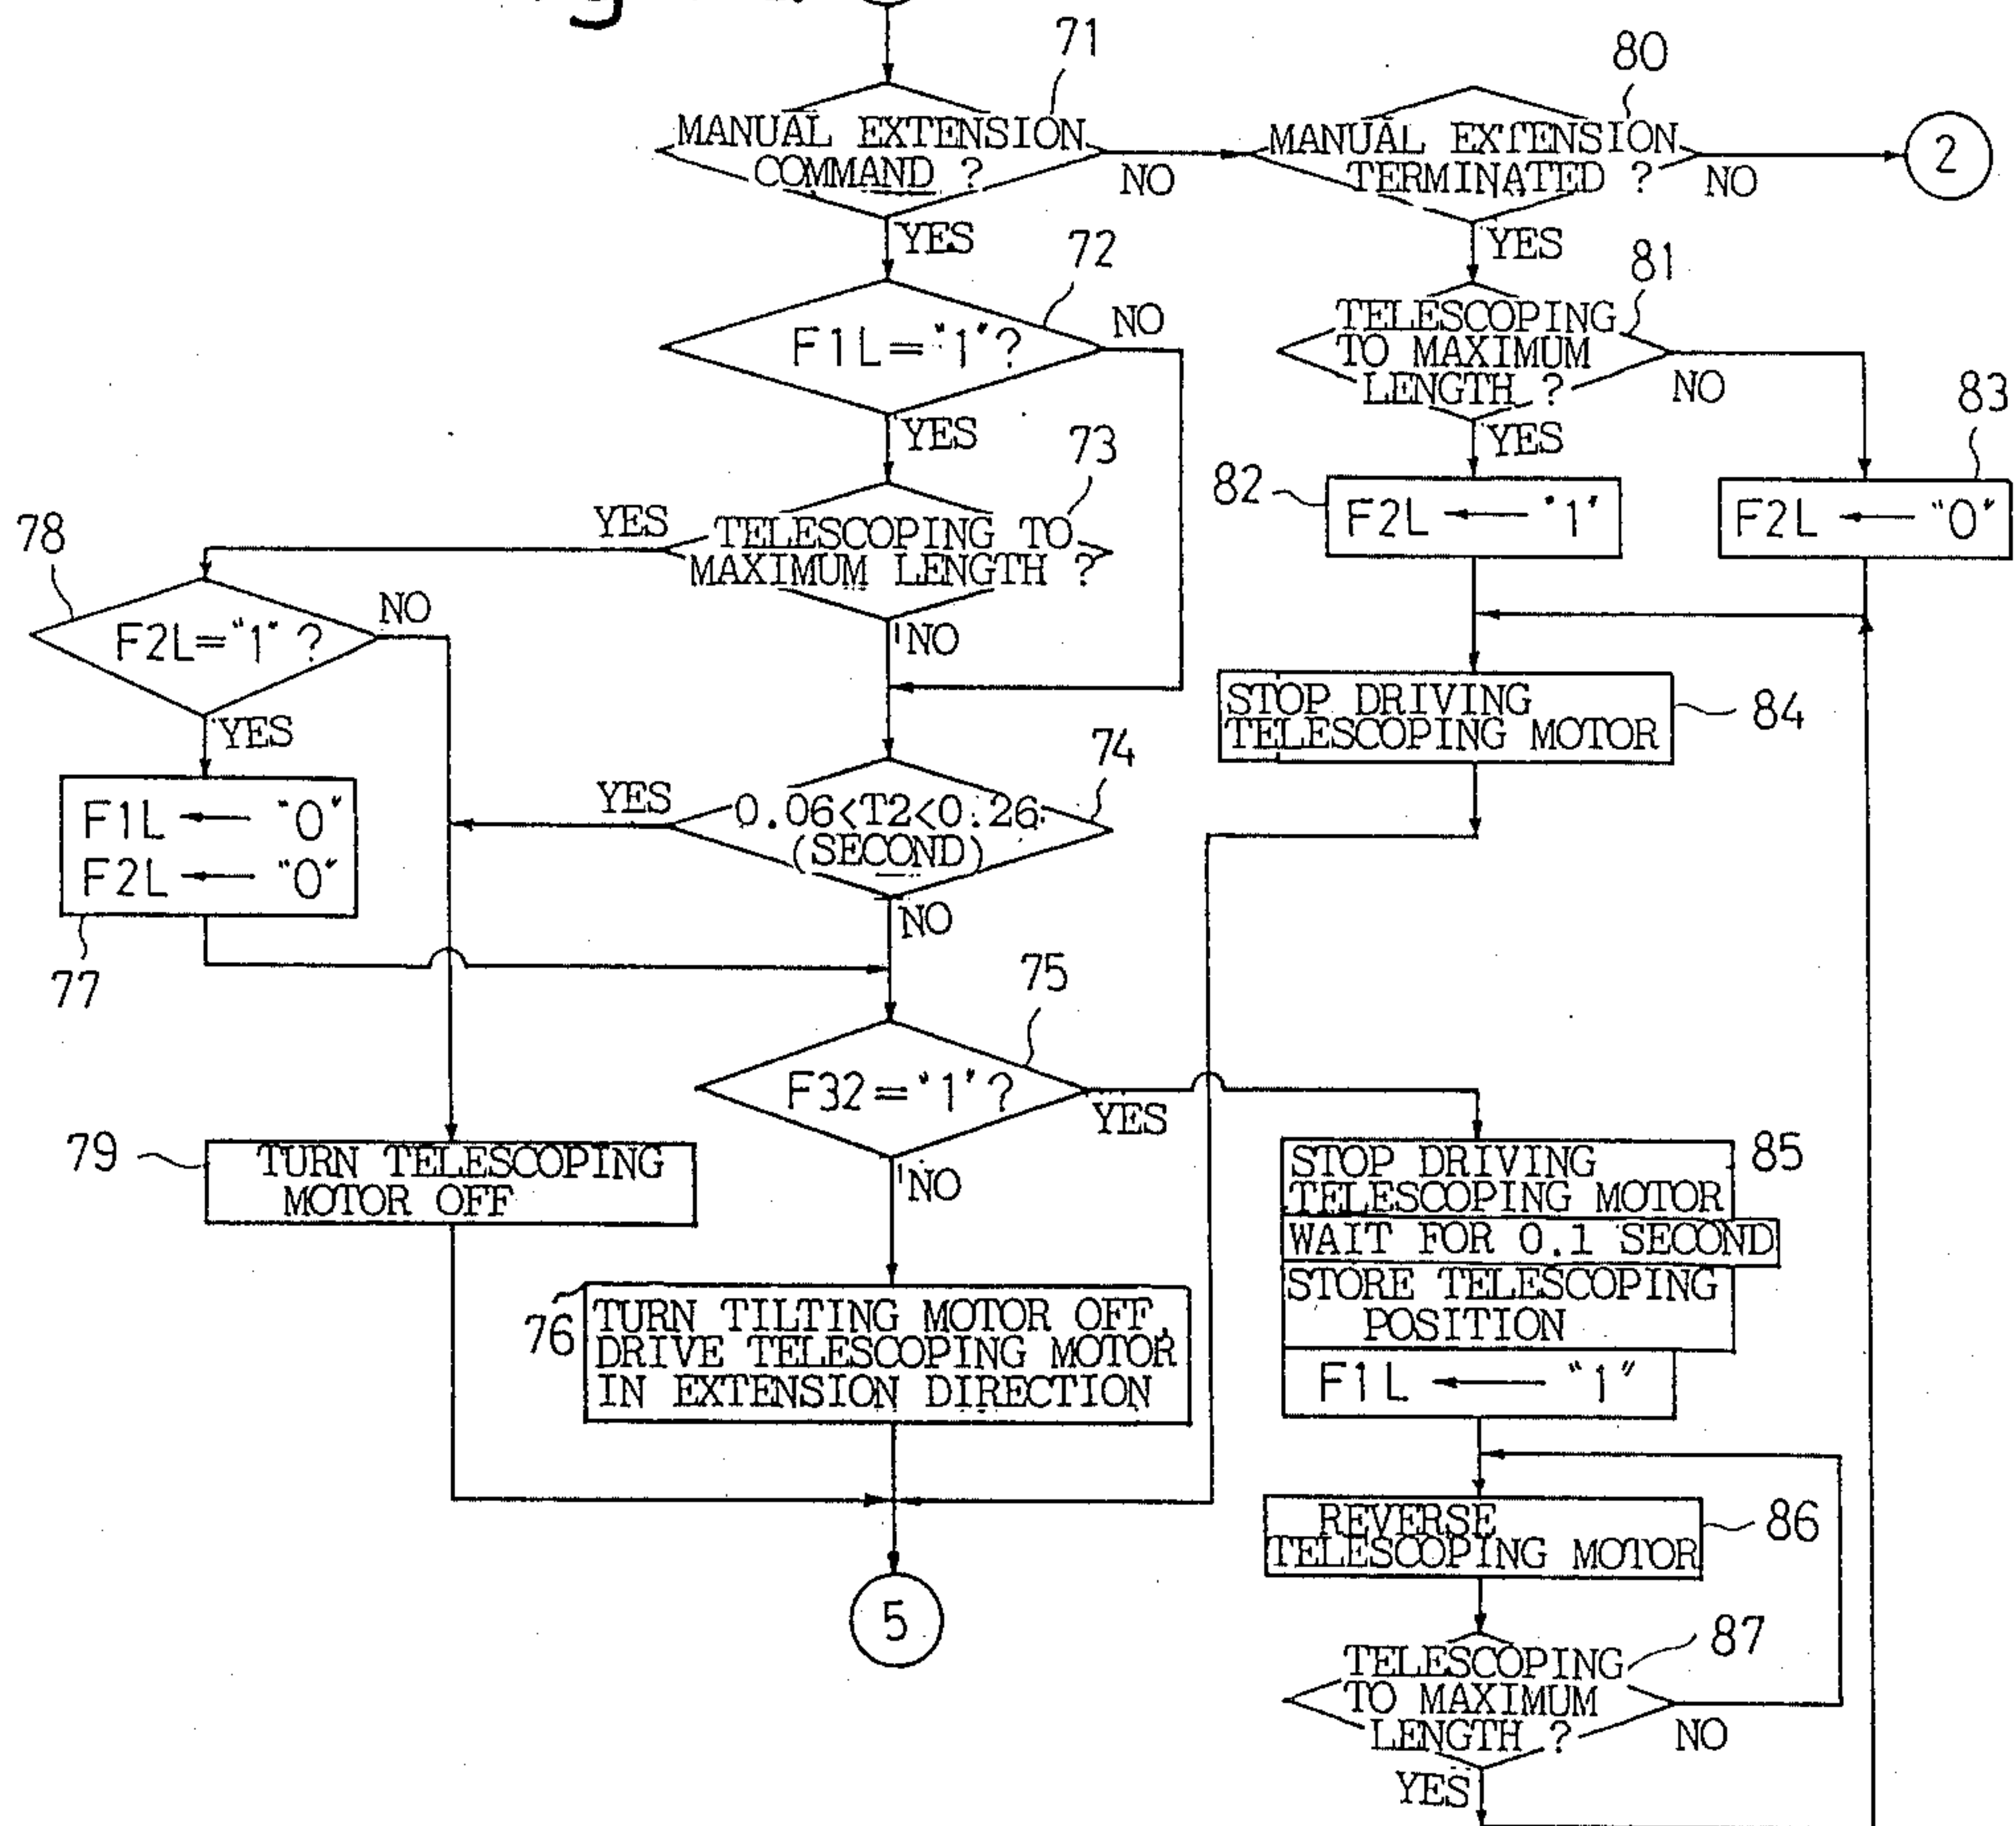 71
MANUAL EXTENSION
COMMAND ?
NO
YES
80
MANUAL EXTENSION
TERMINATED ?
NO
2
YES
72
F1L="1"?
NO
YES
81
TELESCOPING
TO MAXIMUM
LENGTH ?
NO
YES
73
TELESCOPING TO
MAXIMUM LENGTH ?
YES
NO
82
F2L ← "1"
83
F2L ← "0"
78
F2L="1"?
NO
YES
84
STOP DRIVING
TELESCOPING MOTOR
74
0.06<T2<0.26
(SECOND)
YES
NO
F1L ← "0"
F2L ← "0"
77
75
F32="1"?
YES
NO
79
TURN TELESCOPING
MOTOR OFF
85
STOP DRIVING
TELESCOPING MOTOR
WAIT FOR 0.1 SECOND
STORE TELESCOPING
POSITION
F1L ← "1"
76
TURN TILTING MOTOR OFF,
DRIVE TELESCOPING MOTOR
IN EXTENSION DIRECTION
86
REVERSE
TELESCOPING MOTOR
5
87
TELESCOPING
TO MAXIMUM
LENGTH ?
NO
YES